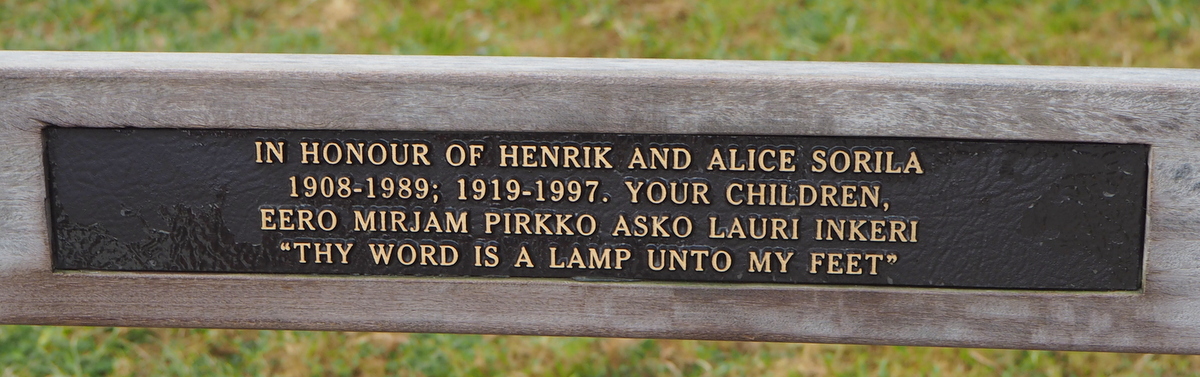 IN HONOUR OF HENRIK AND ALICE SORILA
1908-1989; 1919-1997. YOUR CHILDREN,
EERO MIRJAM PIRKKO ASKO LAURI INKERI
“THY WORD IS A LAMP UNTO MY FEET”